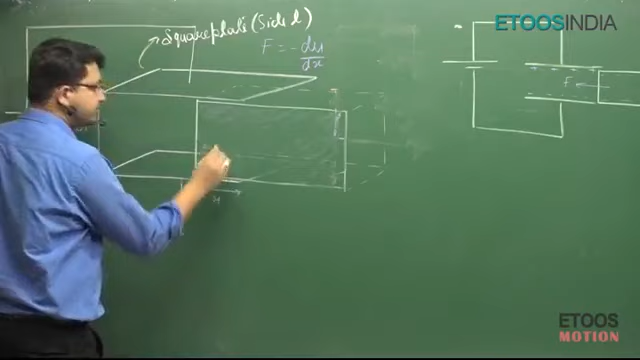 Square plate (Side l)
F = - du/dx
x
F
ETOOSINDIA
ETOOS
MOTION